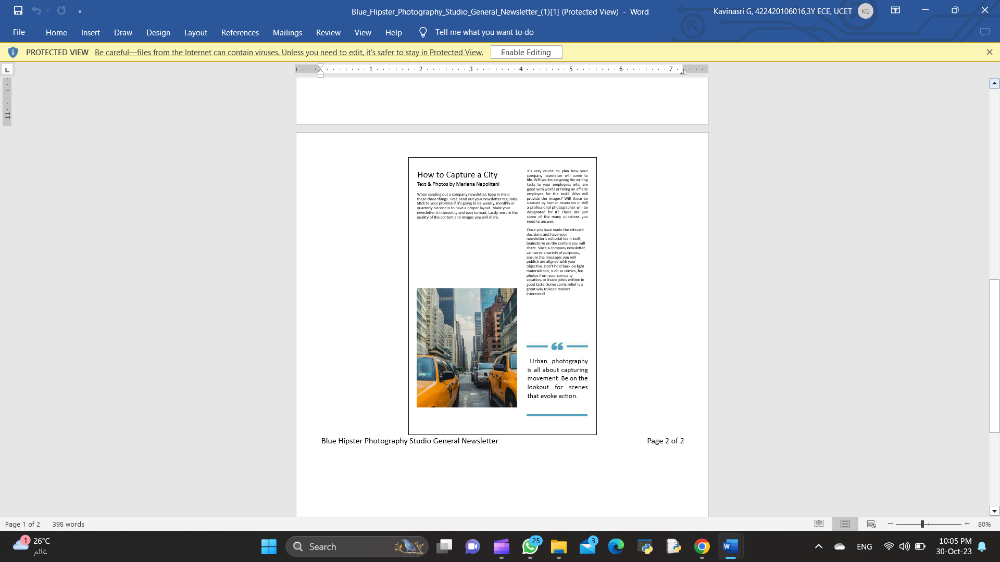 Blue_Hipster_Photography_Studio_General_Newsletter_(1)[1] (Protected View) - Word
Kavinasri G, 422420106016,3Y ECE, UCET
KG
File Home Insert Draw Design Layout References Mailings Review View Help Tell me what you want to do
PROTECTED VIEW Be careful—files from the Internet can contain viruses. Unless you need to edit, it's safer to stay in Protected View. Enable Editing
1 2 3 4 5 6 7
11
How to Capture a City
Text & Photos by Mariana Napolitani
When sending out a company newsletter, keep in mind
these three things. First. send out your newsletter regularly.
Stick to your promise if it's going to be weekly, monthly or
quarterly. Second is to have a proper layout. Make your
newsletter is interesting and easy to read. Lastly, ensure the
quality of the content and images you will share.
It's very crucial to plan how your
company newsletter will come to
life. Will you be assigning the writing
tasks to your employees who are
good with words or hiring an off-site
employee for the task? Who will
provide the images? Will these be
sourced by human resources or will
a professional photographer will be
designated for it? These are just
some of the many questions you
need to answer.
Once you have made the relevant
decisions and have your
newsletter's editorial team built,
brainstorm on the content you will
share. Since a company newsletter
can serve a variety of purposes,
ensure the messages you will
publish are aligned with your
objective. Don't hold back on light
materials too, such as comics, fun
photos from your company
vacation, or inside jokes written in
good taste. Some comic relief is a
great way to keep readers
interested!
Urban photography
is all about capturing
movement. Be on the
lookout for scenes
that evoke action.
Blue Hipster Photography Studio General Newsletter
Page 2 of 2
Page 1 of 2 398 words
80%
1
26°C
غائم
Search
25
3
ENG
10:05 PM
30-Oct-23